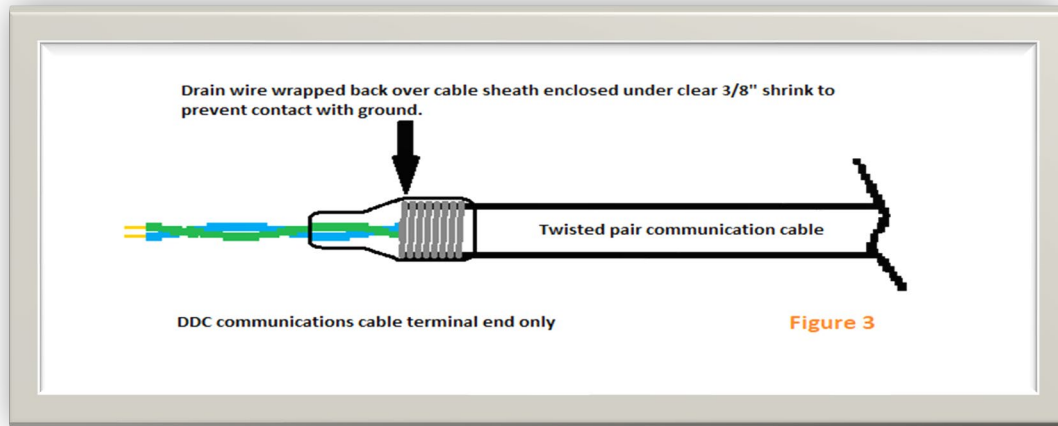 Drain wire wrapped back over cable sheath enclosed under clear 3/8" shrink to
prevent contact with ground.
Twisted pair communication cable
DDC communications cable terminal end only
Figure 3